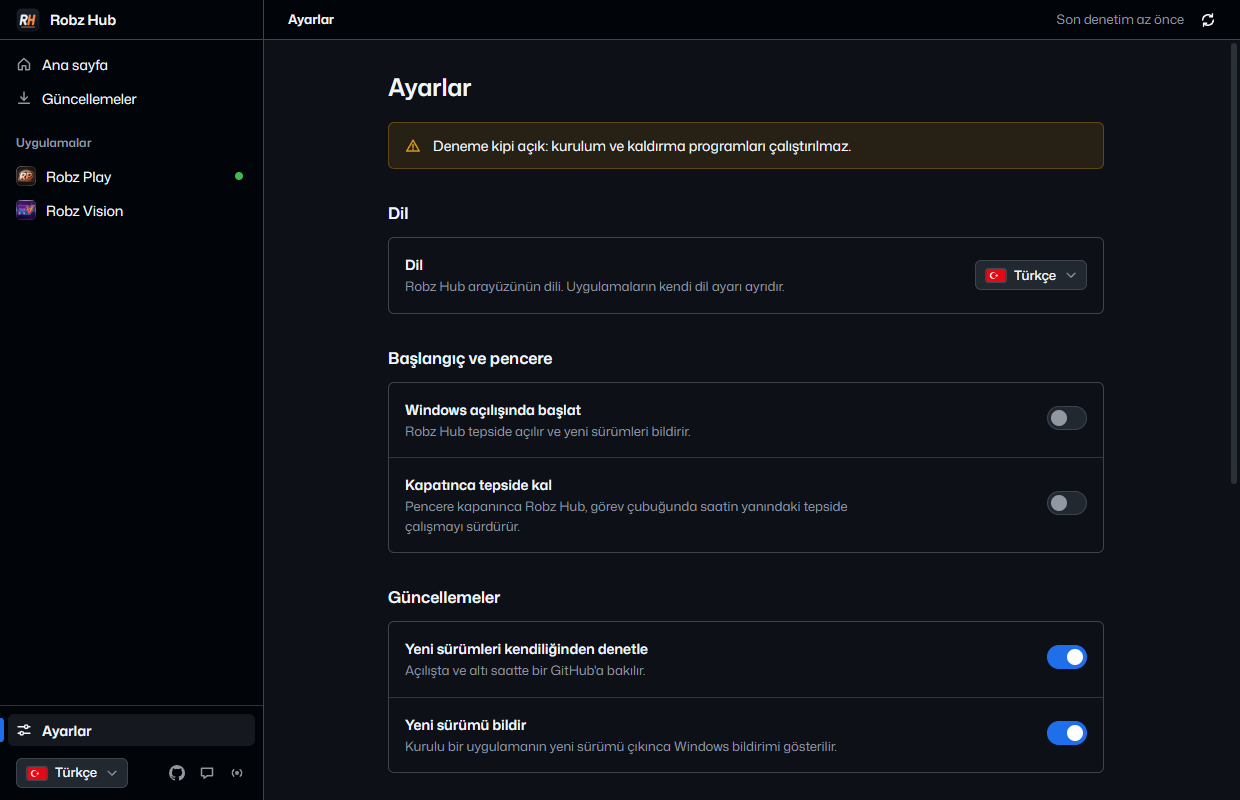 RH Robz Hub
Ayarlar
Son denetim az önce
Ana sayfa
Güncellemeler
Uygulamalar
RP Robz Play
RV Robz Vision
Ayarlar
Türkçe
Ayarlar
Deneme kipi açık: kurulum ve kaldırma programları çalıştırılmaz.
Dil
Dil
Robz Hub arayüzünün dili. Uygulamaların kendi dil ayarı ayrıdır.
Türkçe
Başlangıç ve pencere
Windows açılışında başlat
Robz Hub tepside açılır ve yeni sürümleri bildirir.
Kapatınca tepside kal
Pencere kapanınca Robz Hub, görev çubuğunda saatin yanındaki tepside
çalışmayı sürdürür.
Güncellemeler
Yeni sürümleri kendiliğinden denetle
Açılışta ve altı saatte bir GitHub'a bakılır.
Yeni sürümü bildir
Kurulu bir uygulamanın yeni sürümü çıkınca Windows bildirimi gösterilir.